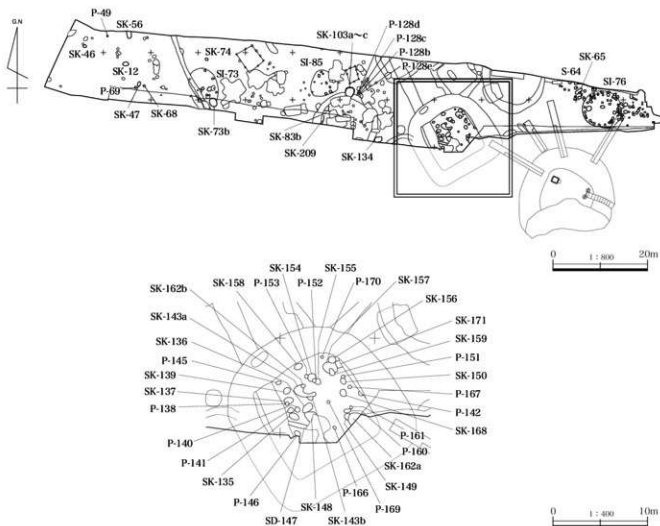 G.N
P-49
SK-56
SK-46
SK-12
P-69
SK-47
SK-68
SK-74
SI-73
SK-73b
SI-85
SK-103a～c
P-128d
P-128c
P-128b
P-128e
SK-83b
SK-209
SK-134
SK-65
S-64
SI-76
0
1：800
20m
SK-154
SK-155
SK-158
P-153
P-152
P-170
SK-157
SK-162b
SK-156
SK-143a
SK-171
SK-136
SK-159
P-145
P-151
SK-139
SK-150
SK-137
P-167
P-138
P-142
SK-168
P-140
P-161
P-141
P-160
SK-135
SK-162a
P-146
SK-148
P-166
SK-149
SD-147
SK-143b
P-169
0
1：400
10m